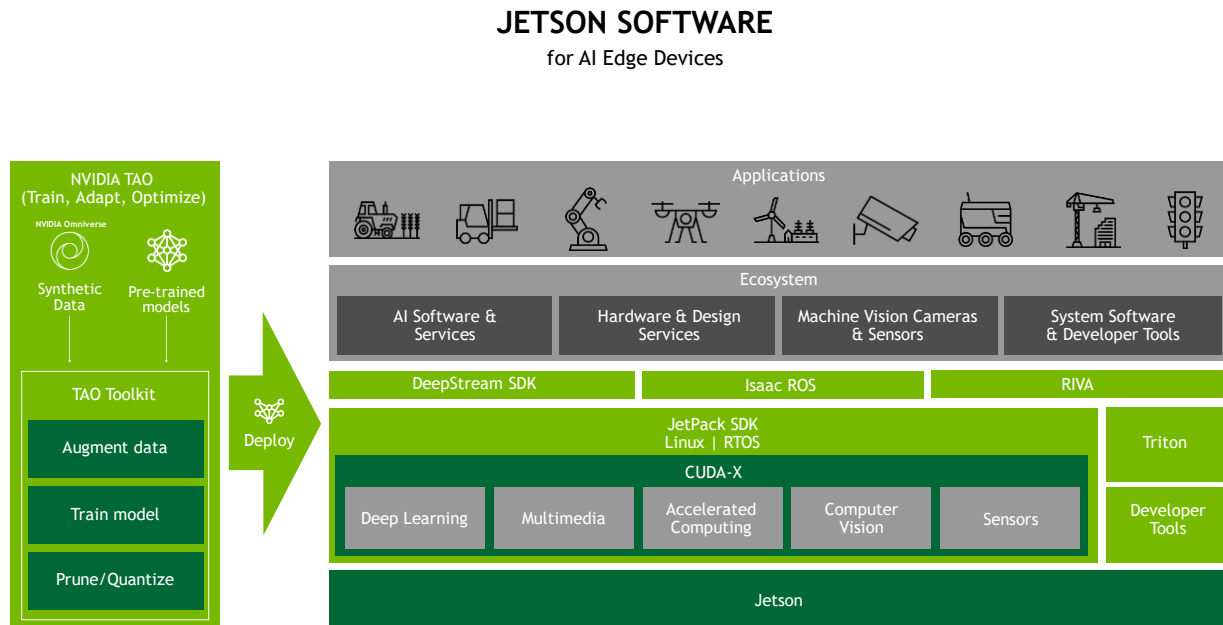 JETSON SOFTWARE
for AI Edge Devices
NVIDIA TAO
(Train, Adapt, Optimize)
NVIDIA Omniverse
Synthetic
Data
Pre-trained
models
TAO Toolkit
Augment data
Train model
Prune/Quantize
Deploy
Applications
Ecosystem
AI Software &
Services
Hardware & Design
Services
Machine Vision Cameras
& Sensors
System Software
& Developer Tools
DeepStream SDK
Isaac ROS
RIVA
JetPack SDK
Linux | RTOS
CUDA-X
Deep Learning
Multimedia
Accelerated
Computing
Computer
Vision
Sensors
Triton
Developer
Tools
Jetson